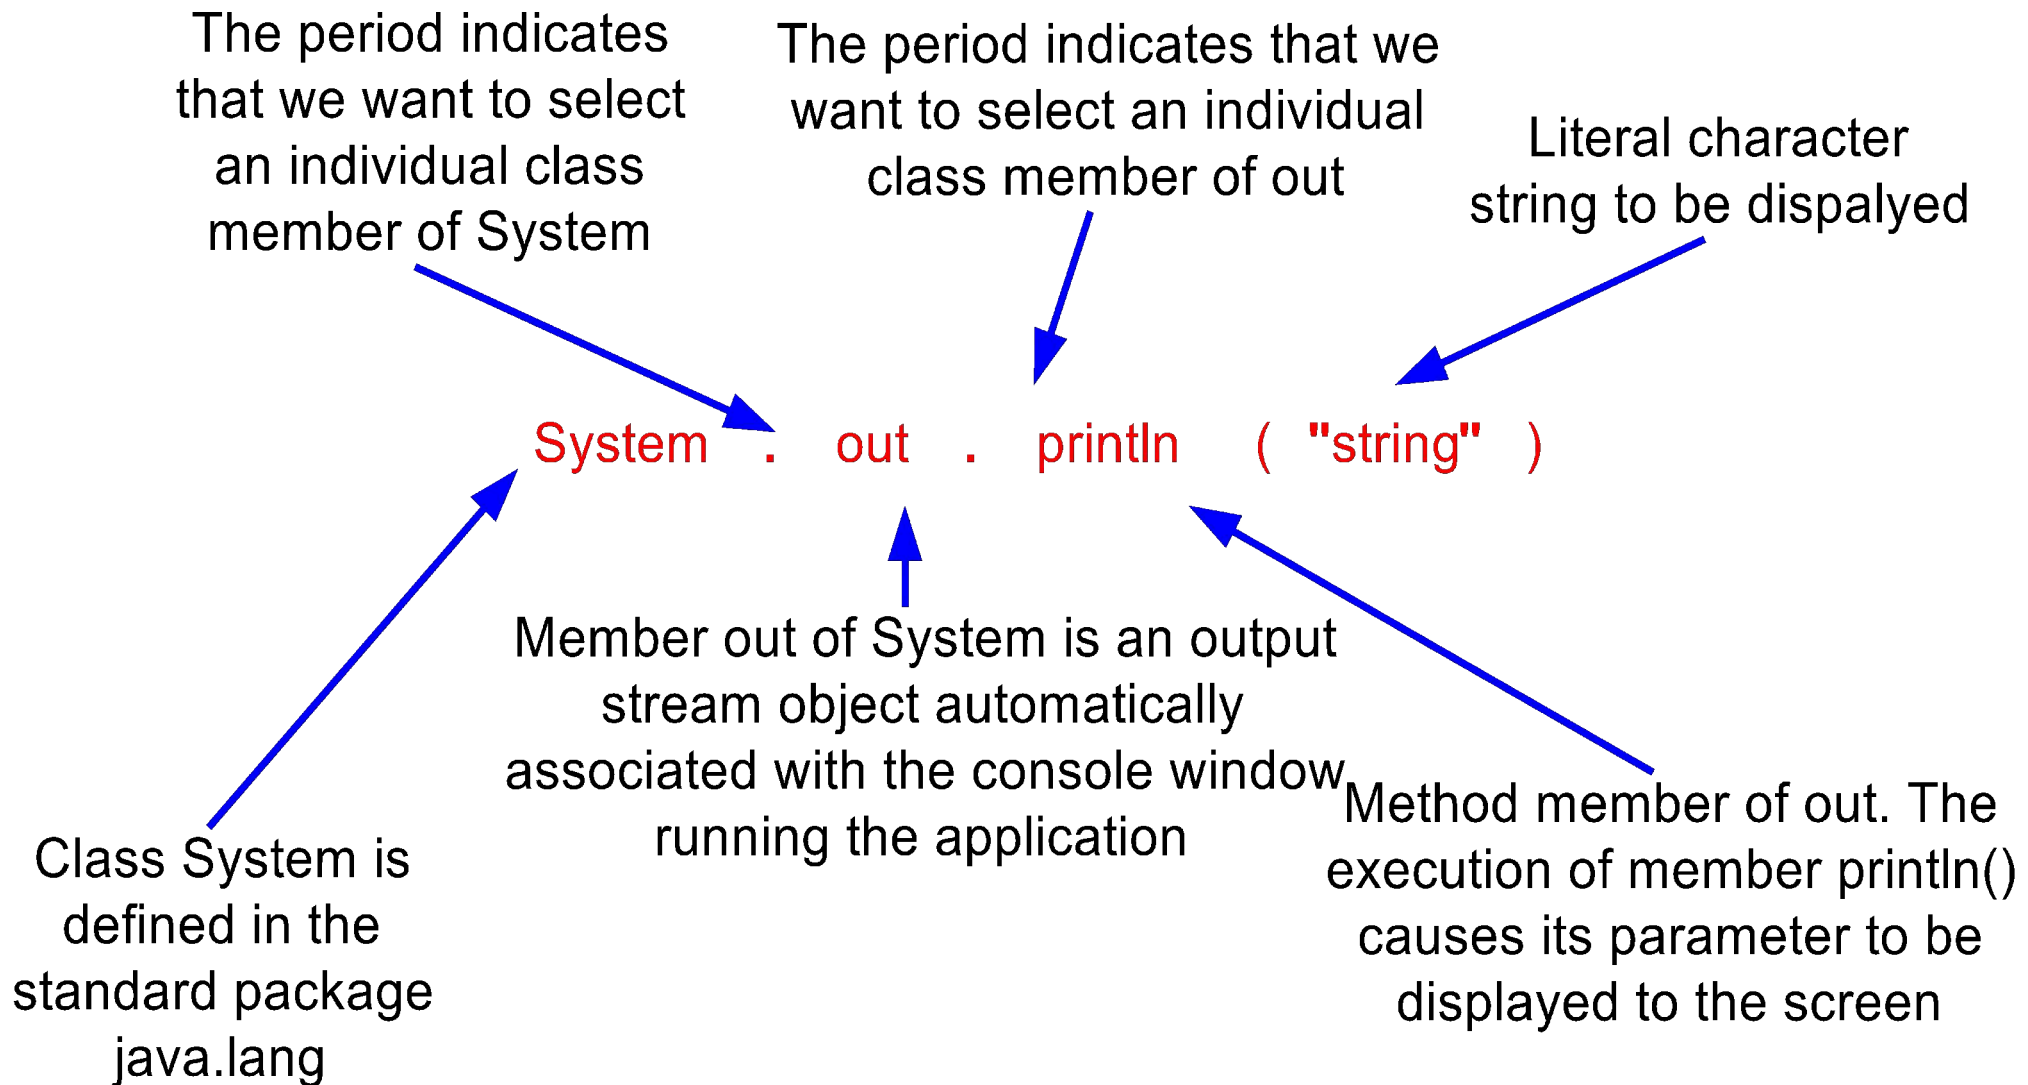 The period indicates
that we want to select
an individual class
member of System
The period indicates that we
want to select an individual
class member of out
Literal character
string to be dispalyed
System . out . println ( "string" )
Class System is
defined in the
standard package
java.lang
Member out of System is an output
stream object automatically
associated with the console window
running the application
Method member of out. The
execution of member println()
causes its parameter to be
displayed to the screen